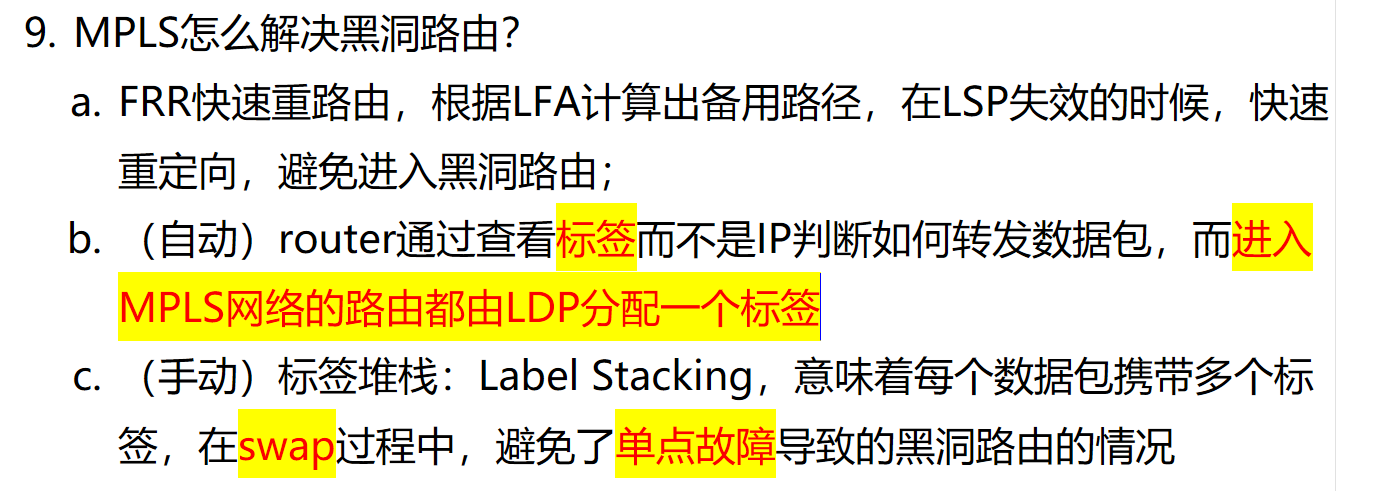 9. MPLS怎么解决黑洞路由？
a. FRR快速重路由，根据LFA计算出备用路径，在LSP失效的时候，快速
重定向，避免进入黑洞路由；
b. （自动）router通过查看标签而不是IP判断如何转发数据包，而进入
MPLS网络的路由都由LDP分配一个标签
c. （手动）标签堆栈：Label Stacking，意味着每个数据包携带多个标
签，在swap过程中，避免了单点故障导致的黑洞路由的情况